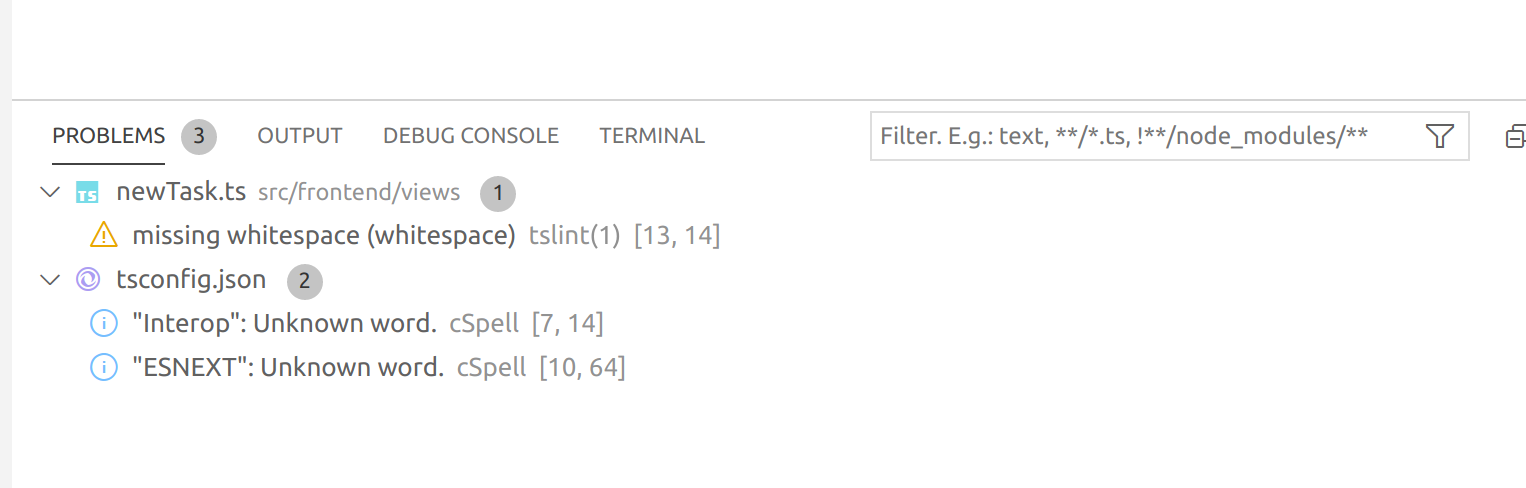 PROBLEMS 3 OUTPUT DEBUG CONSOLE TERMINAL Filter. E.g.: text, **/*.ts, !**/node_modules/**
TS newTask.ts src/frontend/views 1
missing whitespace (whitespace) tslint(1) [13, 14]
tsconfig.json 2
"Interop": Unknown word. cSpell [7, 14]
"ESNEXT": Unknown word. cSpell [10, 64]